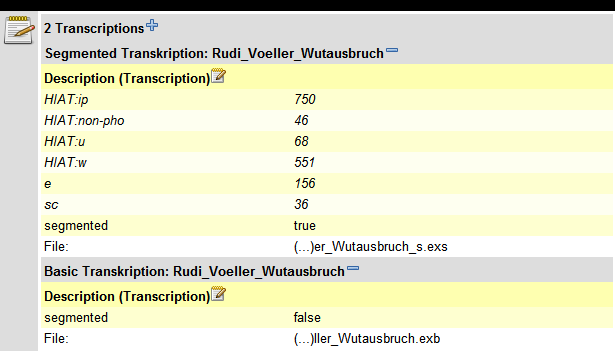 2 Transcriptions
Segmented Transkription: Rudi_Voeller_Wutausbruch
Description (Transcription)
HIAT:ip 750
HIAT:non-pho 46
HIAT:u 68
HIAT:w 551
e 156
sc 36
segmented true
File: (...)er_Wutausbruch_s.exs
Basic Transkription: Rudi_Voeller_Wutausbruch
Description (Transcription)
segmented false
File: (...)ller_Wutausbruch.exb